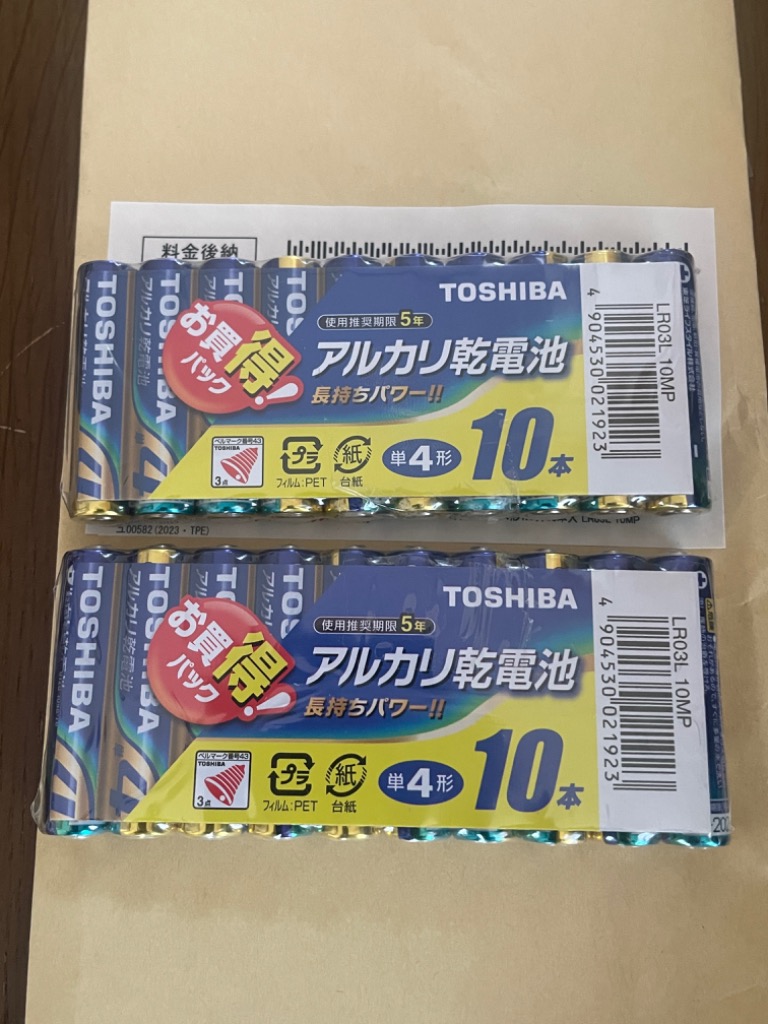 料金後納
TOSHIBA
アルカリ乾電池
TOSHIBA
使用推奨期限5年
お買得!
パック
アルカリ乾電池
長持ちパワー!!
ベルマーク番号43
TOSHIBA
3点
プラ
フィルム:PET
紙
台紙
単4形
10本
LR03L 10MP
4 904530 021923
00582(2023・TPE)
LR03L 10MP
TOSHIBA
アルカリ乾電池
TOSHIBA
使用推奨期限5年
お買得!
パック
アルカリ乾電池
長持ちパワー!!
ベルマーク番号43
TOSHIBA
3点
プラ
フィルム:PET
紙
台紙
単4形
10本
LR03L 10MP
4 904530 021923